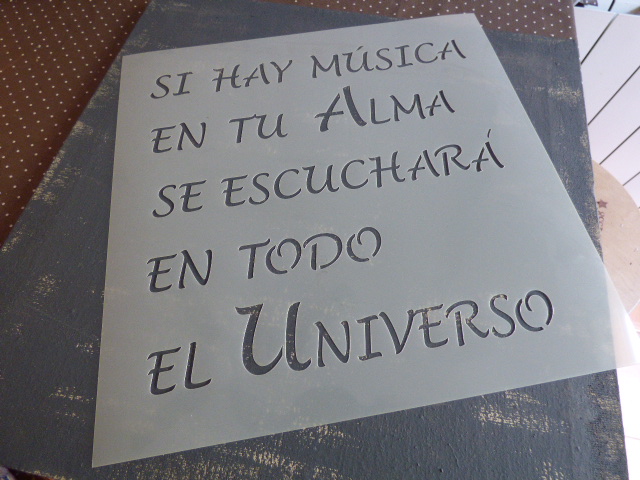 SI HAY MÚSICA
EN TU ALMA
SE ESCUCHARÁ
EN TODO
EL UNIVERSO